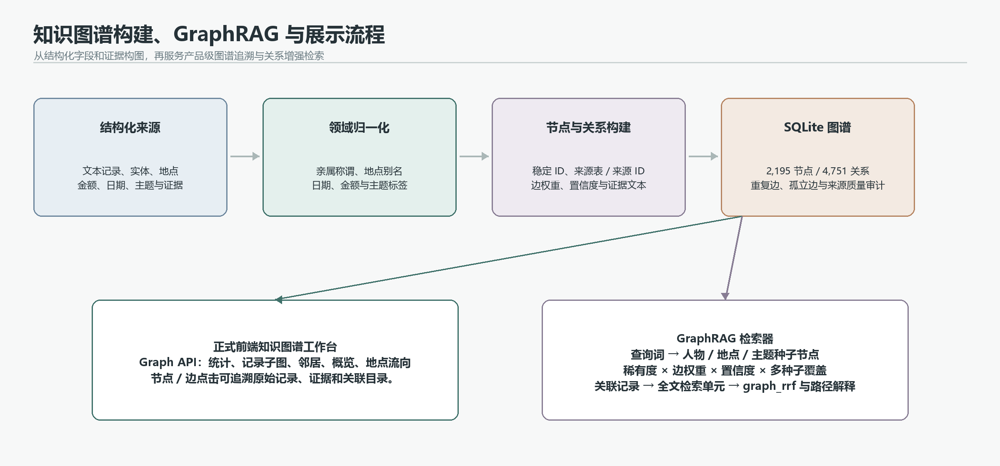 知识图谱构建、GraphRAG 与展示流程
从结构化字段和证据构图，再服务产品级图谱追溯与关系增强检索
结构化来源
文本记录、实体、地点
金额、日期、主题与证据
领域归一化
亲属称谓、地点别名
日期、金额与主题标签
节点与关系构建
稳定 ID、来源表 / 来源 ID
边权重、置信度与证据文本
SQLite 图谱
2,195 节点 / 4,751 关系
重复边、孤立边与来源质量审计
正式前端知识图谱工作台
Graph API：统计、记录子图、邻居、概览、地点流向
节点 / 边点击可追溯原始记录、证据和关联目录。
GraphRAG 检索器
查询词 → 人物 / 地点 / 主题种子节点
稀有度 × 边权重 × 置信度 × 多种子覆盖
关联记录 → 全文检索单元 → graph_rrf 与路径解释